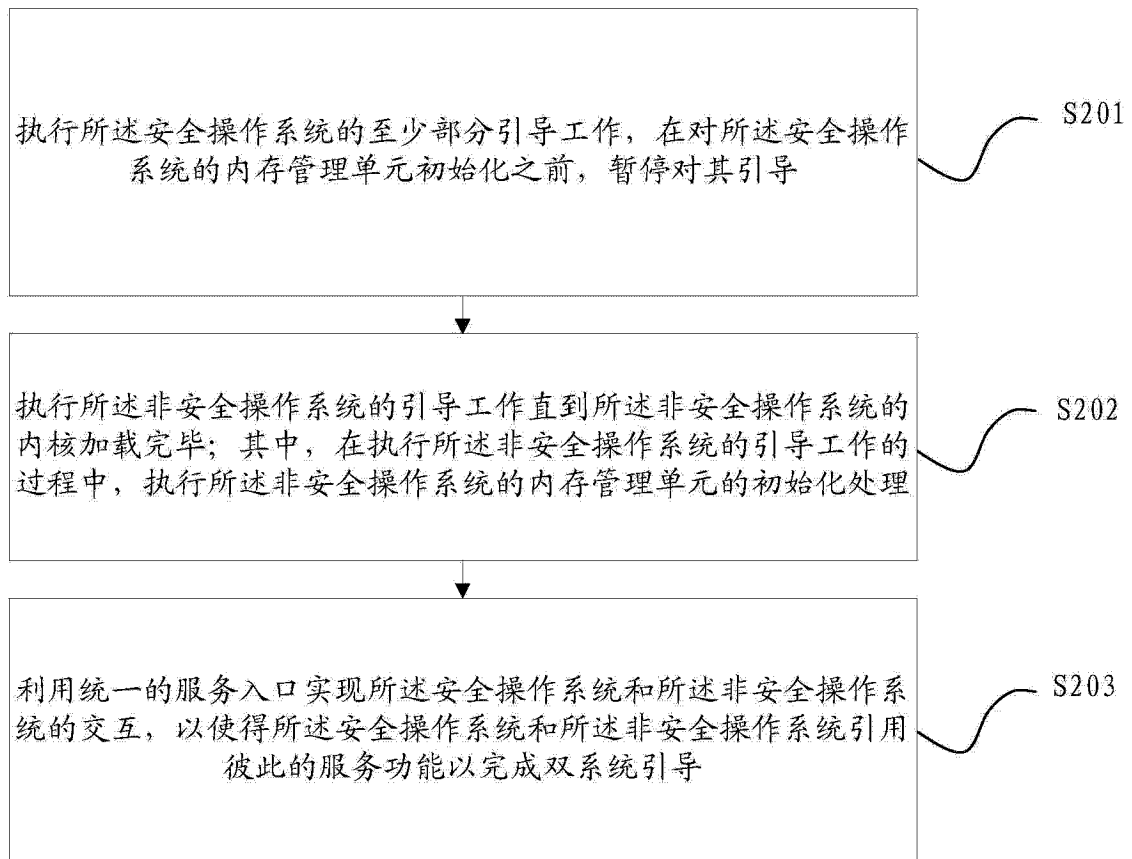 执行所述安全操作系统的至少部分引导工作，在对所述安全操作
系统的内存管理单元初始化之前，暂停对其引导
S201
执行所述非安全操作系统的引导工作直到所述非安全操作系统的
内核加载完毕；其中，在执行所述非安全操作系统的引导工作的
过程中，执行所述非安全操作系统的内存管理单元的初始化处理
S202
利用统一的服务入口实现所述安全操作系统和所述非安全操作系
统的交互，以使得所述安全操作系统和所述非安全操作系统引用
彼此的服务功能以完成双系统引导
S203